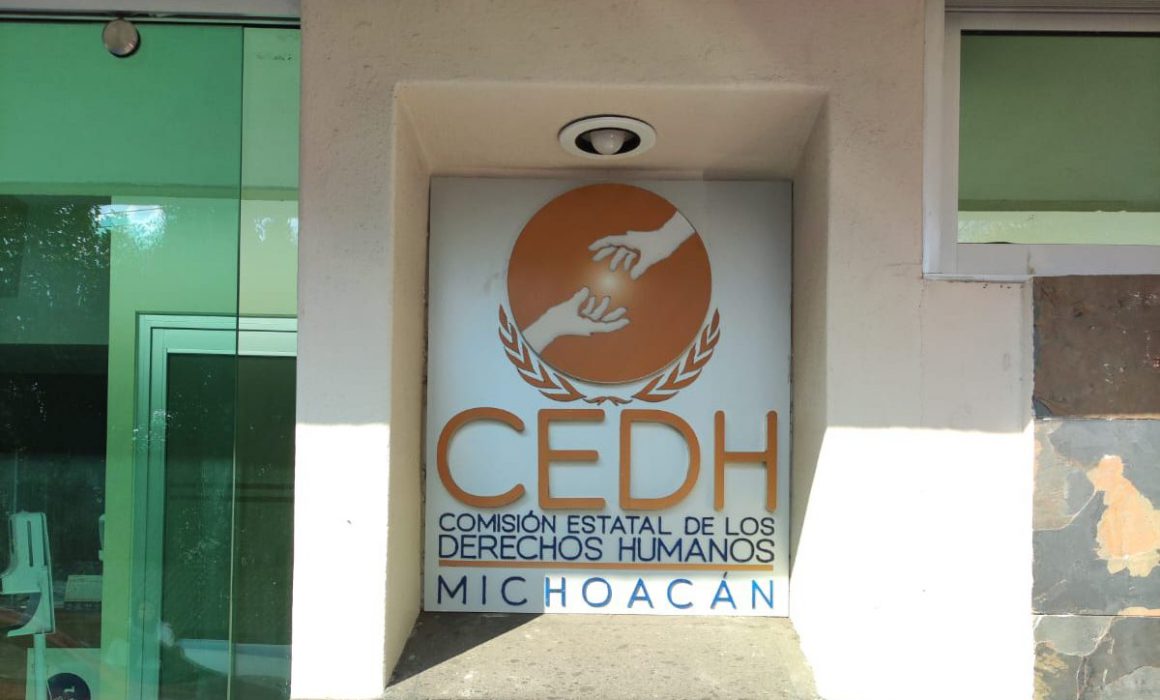 CEDH
COMISIÓN ESTATAL DE LOS
DERECHOS HUMANOS
MICHOACÁN